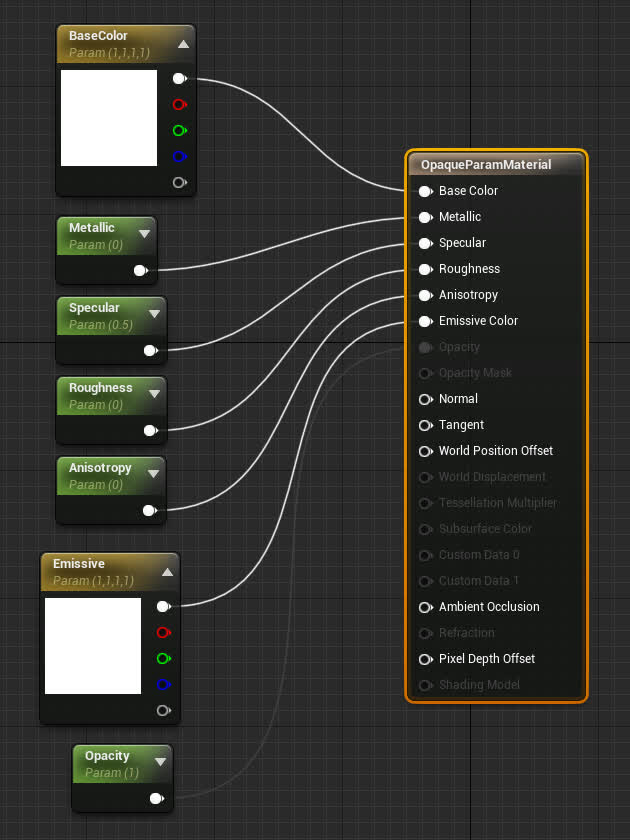 BaseColor
Param (1,1,1,1)
Metallic
Param (0)
Specular
Param (0.5)
Roughness
Param (0)
Anisotropy
Param (0)
Emissive
Param (1,1,1,1)
Opacity
Param (1)
OpaqueParamMaterial
Base Color
Metallic
Specular
Roughness
Anisotropy
Emissive Color
Opacity
Opacity Mask
Normal
Tangent
World Position Offset
World Displacement
Tessellation Multiplier
Subsurface Color
Custom Data 0
Custom Data 1
Ambient Occlusion
Refraction
Pixel Depth Offset
Shading Model